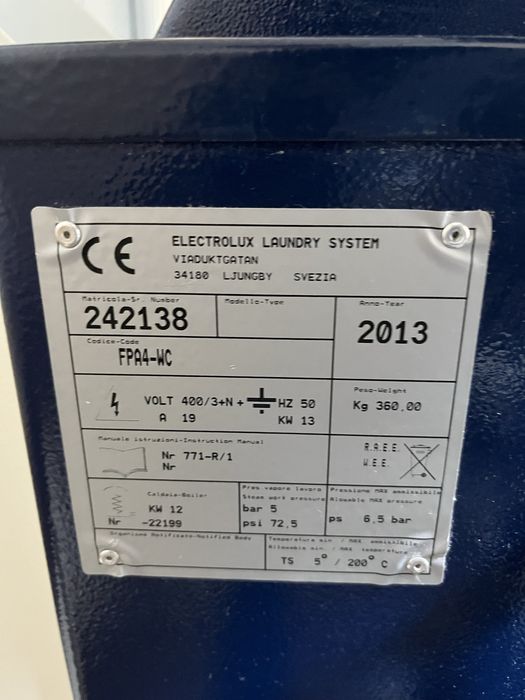 CE
ELECTROLUX LAUNDRY SYSTEM
VIADUKTGATAN
34180 LJUNGBY SVEZIA
Matricola-Sr. Number
242138
Modello-Type
Anno-Year
2013
Codice-Code
FPA4-WC
VOLT 400/3+N + HZ 50
A 19 KW 13
Peso-Weight
Kg 360,00
Manuale istruzioni-Instruction Manual
Nr 771-R/1
Nr
R.A.E.E.
W.E.E.
Caldaia-Boiler
KW 12
Nr -22199
Pres.vapore lavoro
Steam work pressure
bar 5
psi 72,5
Pressione MAX ammissibile
Allowable MAX pressure
ps 6,5 bar
Organismo Notificato-Notified Body
Temperatura min. / MAX ammissibile
Allowable min. / MAX temperature
TS 5° / 200° C